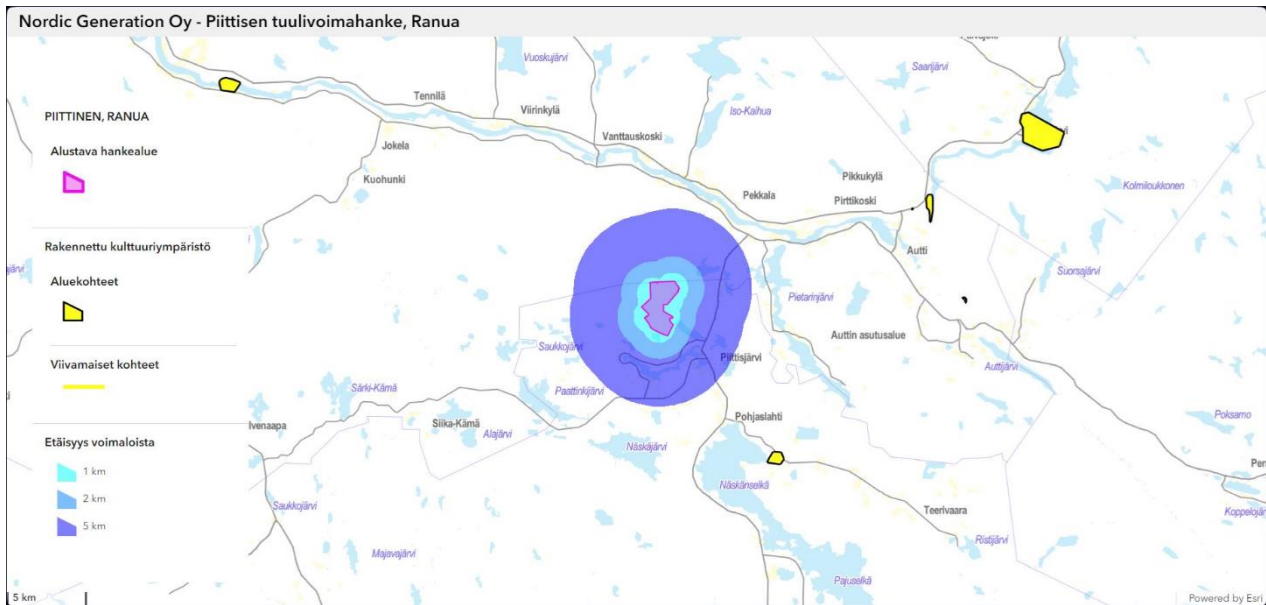 Nordic Generation Oy - Piittisen tuulivoimahanke, Ranua
PIITTINEN, RANUA
Alustava hankealue
Rakennettu kulttuuriympäristö
Aluekohteet
Viivamaiset kohteet
Etäisyys voimaloista
1 km
2 km
5 km
5 km
Vuoskujärvi
Saarijärvi
Tennilä
Viirinkylä
Iso-Kaihua
Vanttauskoski
Jokela
Kuohunki
Pikkukylä
Kolmiloukkonen
Pekkala
Pirttikoski
Autti
Suorsajärvi
Pietarinjärvi
Auttin asutusalue
Saukkojärvi
Piittisjärvi
Auttijärvi
Särki-Kämä
Paattinkijärvi
Pohjaslahti
Poksamo
lvenaapa
Siika-Kämä
Alajärvi
Näskäjärvi
Näskänselkä
Pen
Saukkojärvi
Teerivaara
Koppelojär
Ristijärvi
Majavajärvi
Pajuselkä
Powered by Esri